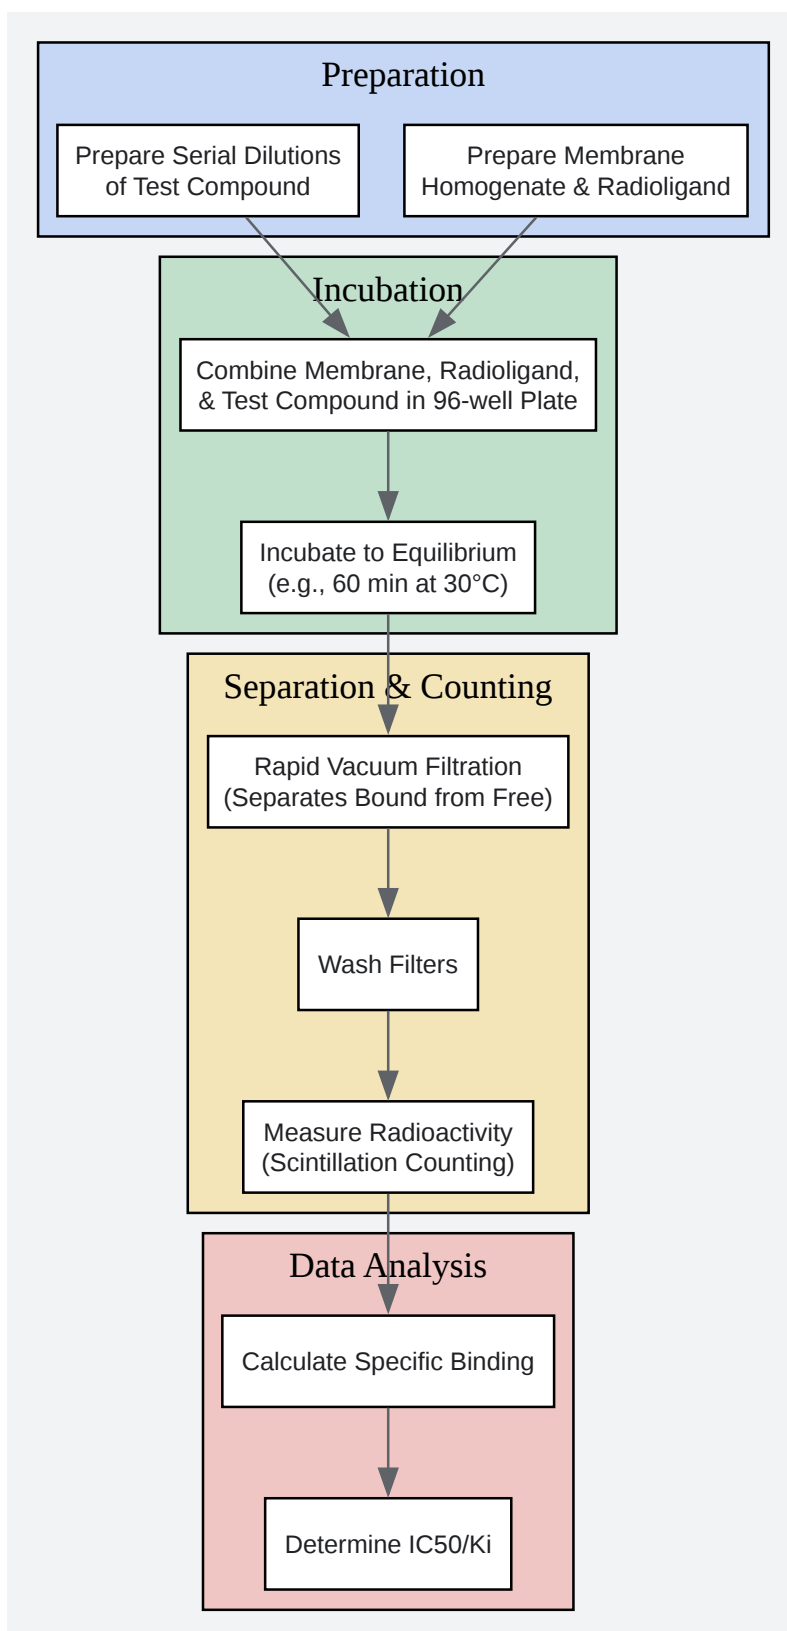 Preparation
Prepare Serial Dilutions
of Test Compound
Prepare Membrane
Homogenate & Radioligand
Incubation
Combine Membrane, Radioligand,
& Test Compound in 96-well Plate
Incubate to Equilibrium
(e.g., 60 min at 30°C)
Separation & Counting
Rapid Vacuum Filtration
(Separates Bound from Free)
Wash Filters
Measure Radioactivity
(Scintillation Counting)
Data Analysis
Calculate Specific Binding
Determine IC50/Ki